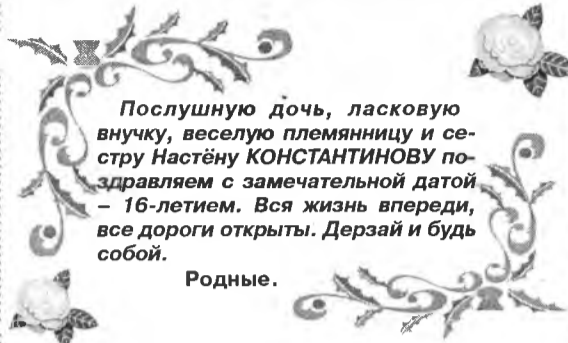 Послушную дочь, ласковую
внучку, веселую племянницу и се-
стру Настёну КОНСТАНТИНОВУ по-
здравляем с замечательной датой
– 16-летием. Вся жизнь впереди,
все дороги открыты. Дерзай и будь
собой.
Родные.